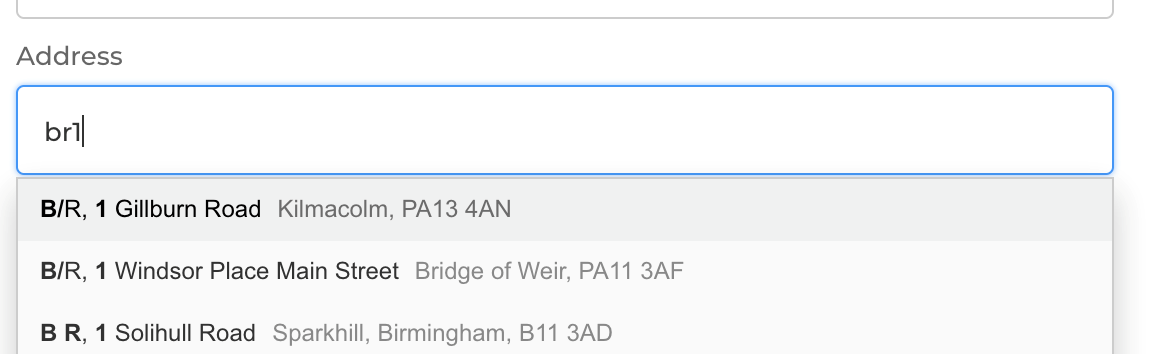 Address
br1
B/R, 1 Gillburn Road Kilmacolm, PA13 4AN
B/R, 1 Windsor Place Main Street Bridge of Weir, PA11 3AF
B R, 1 Solihull Road Sparkhill, Birmingham, B11 3AD